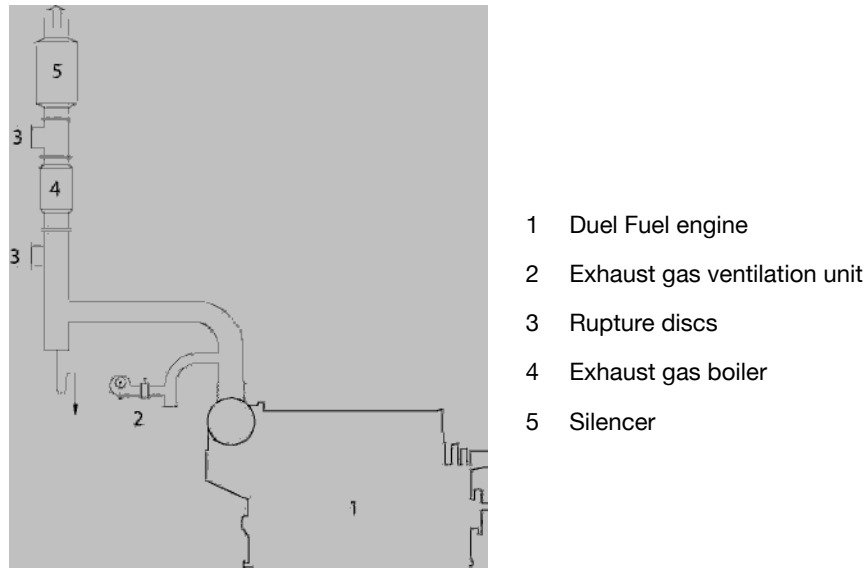 5
3
4
3
2
1
1 Duel Fuel engine
2 Exhaust gas ventilation unit
3 Rupture discs
4 Exhaust gas boiler
5 Silencer